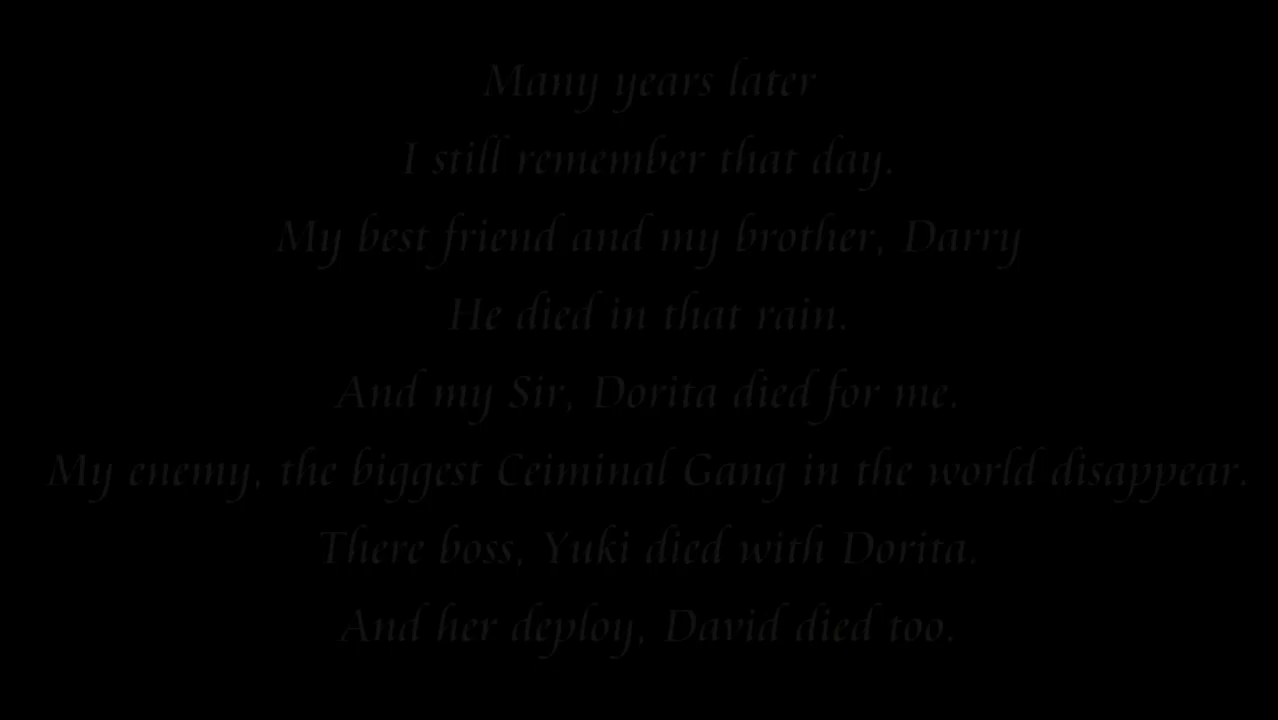 Many years later
I still remember that day.
My best friend and my brother, Darry
He died in that rain.
And my Sir, Dorita died for me.
My enemy, the biggest Ceiminal Gang in the world disappear.
There boss, Yuki died with Dorita.
And her deploy, David died too.